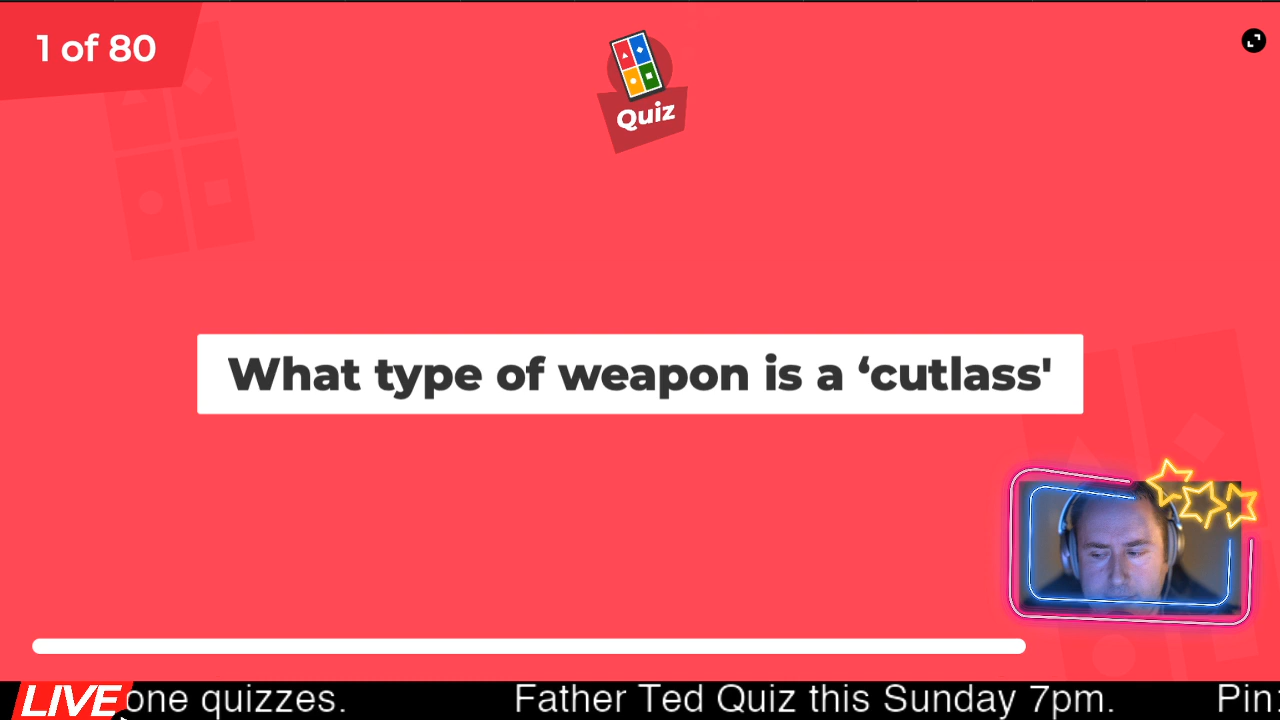 1 of 80
Quiz
What type of weapon is a ‘cutlass'
LIVE one quizzes. Father Ted Quiz this Sunday 7pm. Pin: